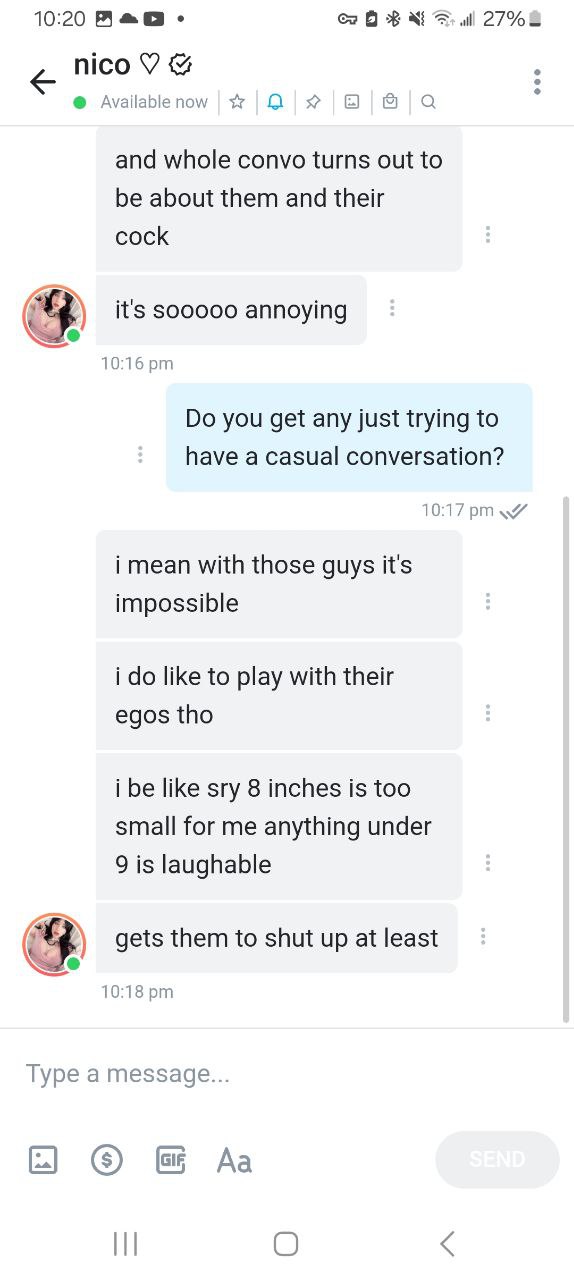 10:20 27%
nico ♡
Available now
and whole convo turns out to
be about them and their
cock
it's sooooo annoying
10:16 pm
Do you get any just trying to
have a casual conversation?
10:17 pm
i mean with those guys it's
impossible
i do like to play with their
egos tho
i be like sry 8 inches is too
small for me anything under
9 is laughable
gets them to shut up at least
10:18 pm
Type a message...
$ GIF Aa SEND